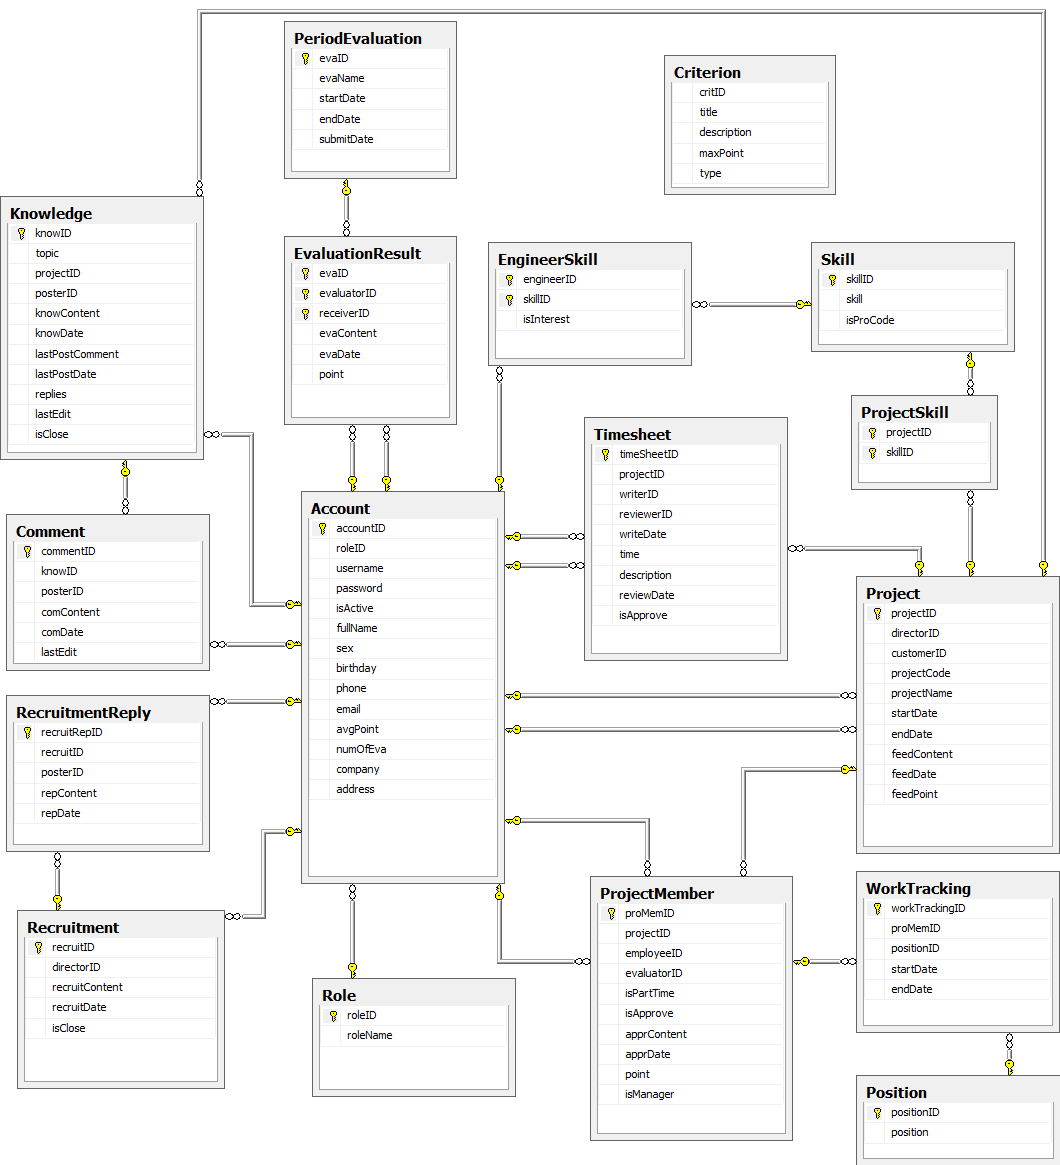 PeriodEvaluation
evaID
evaName
startDate
endDate
submitDate
Criterion
critID
title
description
maxPoint
type
Knowledge
knowID
topic
projectID
posterID
knowContent
knowDate
lastPostComment
lastPostDate
replies
lastEdit
isClose
EvaluationResult
evaID
evaluatorID
receiverID
evaContent
evaDate
point
EngineerSkill
engineerID
skillID
isInterest
Skill
skillID
skill
isProCode
ProjectSkill
projectID
skillID
Timesheet
timeSheetID
projectID
writerID
reviewerID
writeDate
time
description
reviewDate
isApprove
Account
accountID
roleID
username
password
isActive
fullName
sex
birthday
phone
email
avgPoint
numOfEva
company
address
Comment
commentID
knowID
posterID
comContent
comDate
lastEdit
Project
projectID
directorID
customerID
projectCode
projectName
startDate
endDate
feedContent
feedDate
feedPoint
RecruitmentReply
recruitRepID
recruitID
posterID
repContent
repDate
Recruitment
recruitID
directorID
recruitContent
recruitDate
isClose
Role
roleID
roleName
ProjectMember
proMemID
projectID
employeeID
evaluatorID
isPartTime
isApprove
apprContent
apprDate
point
isManager
WorkTracking
workTrackingID
proMemID
positionID
startDate
endDate
Position
positionID
position